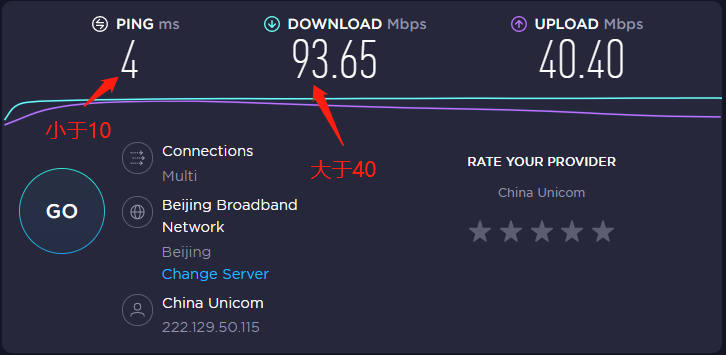 PING ms
DOWNLOAD Mbps
UPLOAD Mbps
4
93.65
40.40
小于10
大于40
GO
Connections
Multi
Beijing Broadband
Network
Beijing
Change Server
China Unicom
222.129.50.115
RATE YOUR PROVIDER
China Unicom